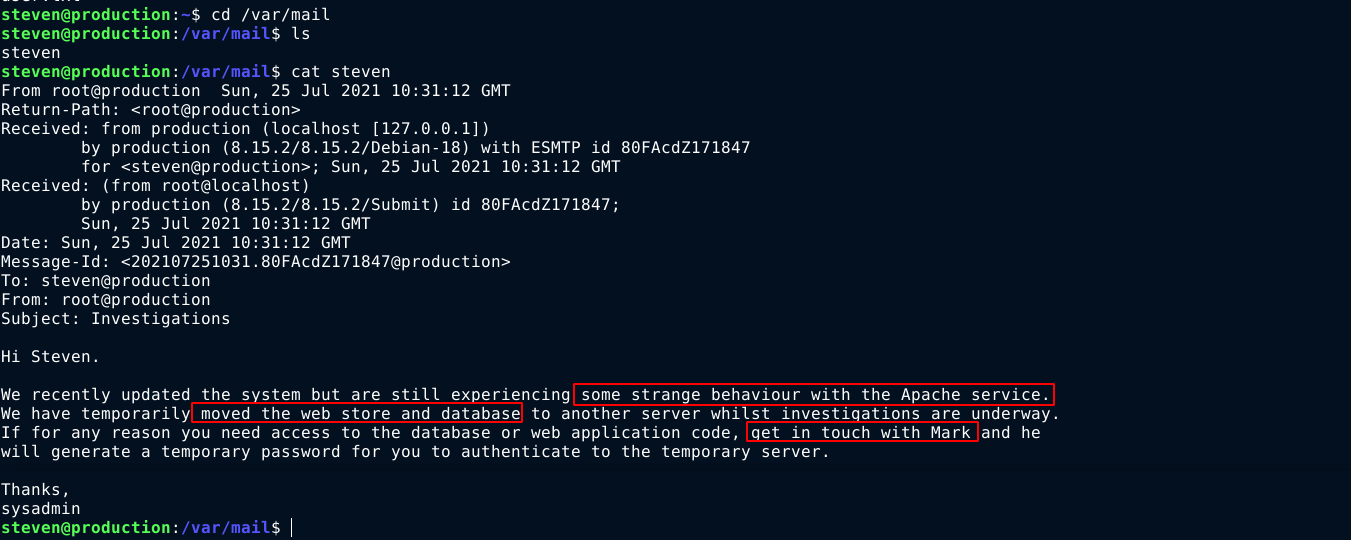 steven@production:~$ cd /var/mail
steven@production:/var/mail$ ls
steven
steven@production:/var/mail$ cat steven
From root@production  Sun, 25 Jul 2021 10:31:12 GMT
Return-Path: <root@production>
Received: from production (localhost [127.0.0.1])
        by production (8.15.2/8.15.2/Debian-18) with ESMTP id 80FAcdZ171847
        for <steven@production>; Sun, 25 Jul 2021 10:31:12 GMT
Received: (from root@localhost)
        by production (8.15.2/8.15.2/Submit) id 80FAcdZ171847;
        Sun, 25 Jul 2021 10:31:12 GMT
Date: Sun, 25 Jul 2021 10:31:12 GMT
Message-Id: <202107251031.80FAcdZ171847@production>
To: steven@production
From: root@production
Subject: Investigations

Hi Steven.

We recently updated the system but are still experiencing some strange behaviour with the Apache service.
We have temporarily moved the web store and database to another server whilst investigations are underway.
If for any reason you need access to the database or web application code, get in touch with Mark and he
will generate a temporary password for you to authenticate to the temporary server.

Thanks,
sysadmin
steven@production:/var/mail$